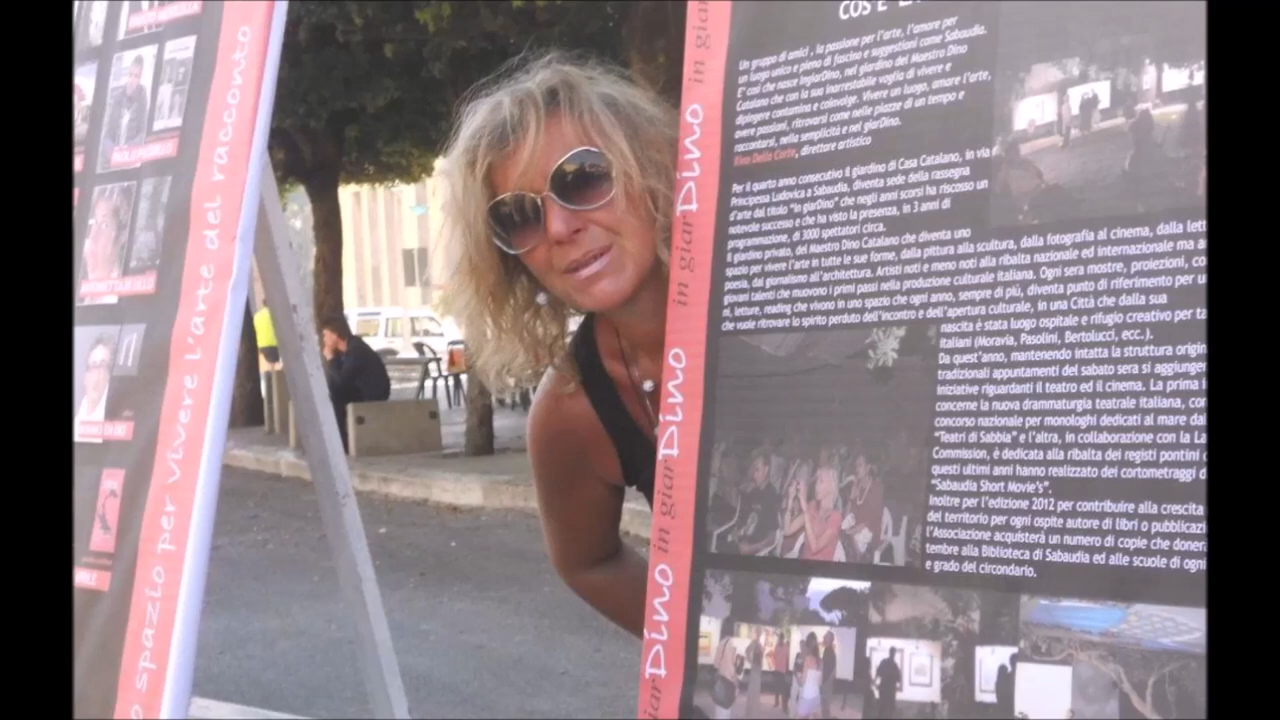 o spazio per vivere l'arte del racconto
in giarDino in giarDino in giarDino
COS'E'
Un gruppo di amici , la passione per l'arte, l'amore per
un luogo unico e pieno di fascino e suggestioni come Sabaudia.
E' così che nasce IngiarDino, nel giardino del Maestro Dino
Catalano che con la sua inarrestabile voglia di vivere e
dipingere contamina e coinvolge. Vivere un luogo, amare l'arte,
avere passioni, ritrovarsi come nelle piazze di un tempo e
raccontarsi, nella semplicità e nel giarDino.
direttore artistico
Per il quarto anno consecutivo il giardino di Casa Catalano, in via
Principessa Ludovica a Sabaudia, diventa sede della rassegna
d'arte dal titolo "In giarDino" che negli anni scorsi ha riscosso un
notevole successo e che ha visto la presenza, in 3 anni di
programmazione, di 3000 spettatori circa.
Il giardino privato, del Maestro Dino Catalano che diventa uno
spazio per vivere l'arte in tutte le sue forme, dalla pittura alla scultura, dalla fotografia al cinema, dalla lett
poesia, dal giornalismo all'architettura. Artisti noti e meno noti alla ribalta nazionale ed internazionale ma a
giovani talenti che muovono i primi passi nella produzione culturale italiana. Ogni sera mostre, proiezioni, co
ni, letture, reading che vivono in uno spazio che ogni anno, sempre di più, diventa punto di riferimento per u
che vuole ritrovare lo spirito perduto dell'incontro e dell'apertura culturale, in una Città che dalla sua
nascita è stata luogo ospitale e rifugio creativo per ta
italiani (Moravia, Pasolini, Bertolucci, ecc..).
Da quest'anno, mantenendo intatta la struttura origin
tradizionali appuntamenti del sabato sera si aggiunger
iniziative riguardanti il teatro ed il cinema. La prima i
concerne la nuova drammaturgia teatrale italiana, con
concorso nazionale per monologhi dedicati al mare dal
"Teatri di Sabbia" e l'altra, in collaborazione con la La
Commission, è dedicata alla ribalta dei registi pontini c
questi ultimi anni hanno realizzato dei cortometraggi d
"Sabaudia Short Movie's".
Inoltre per l'edizione 2012 per contribuire alla crescita
del territorio per ogni ospite autore di libri o pubblicazi
l'Associazione acquisterà un numero di copie che doner
tembre alla Biblioteca di Sabaudia ed alle scuole di ogni
e grado del circondario.